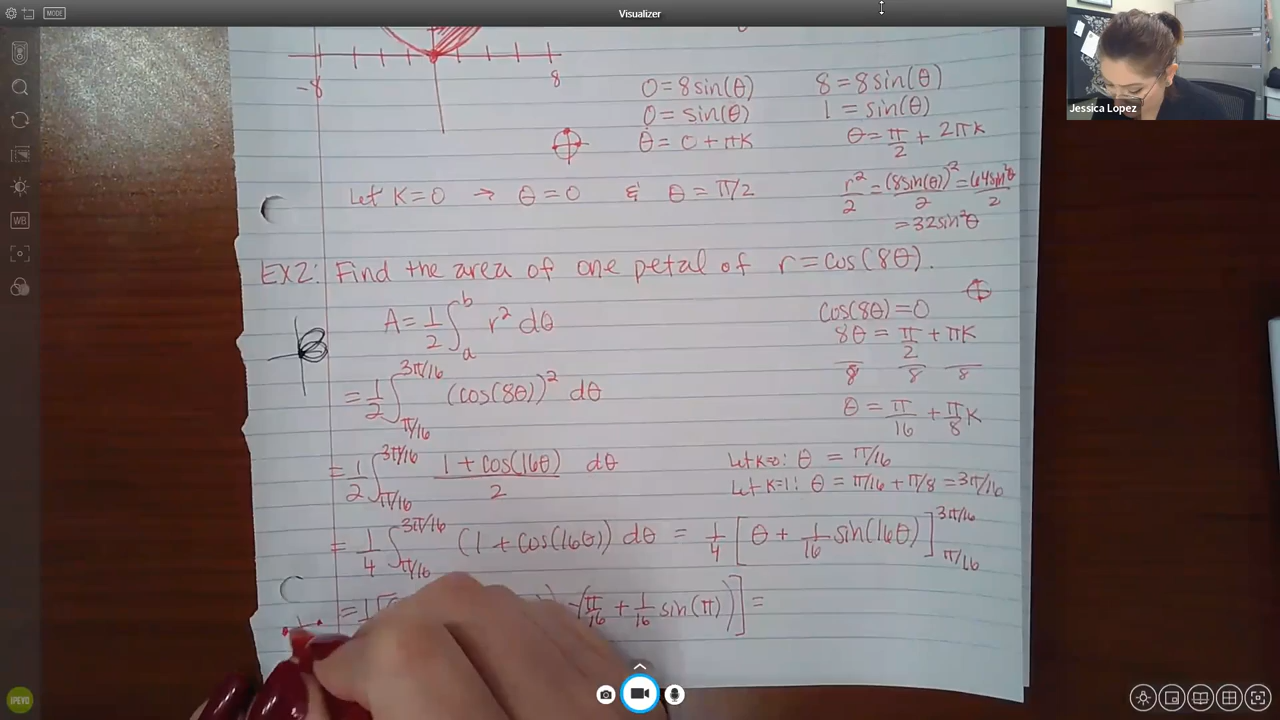 MODE
Visualizer
Jessica Lopez
-8 8
0 = 8sin(θ) 8 = 8sin(θ)
0 = sin(θ) 1 = sin(θ)
θ = 0 + πK θ = π/2 + 2πK
Let K=0 → θ = 0 & θ = π/2
r²/2 = (8sin(θ))²/2 = 64sin²θ/2
= 32sin²θ
EX2: Find the area of one petal of r = cos(8θ).
A = 1/2 ∫_a^b r² dθ
cos(8θ) = 0
8θ = π/2 + πK
8 8 8
= 1/2 ∫_{π/16}^{3π/16} (cos(8θ))² dθ
θ = π/16 + π/8 K
= 1/2 ∫_{π/16}^{3π/16} (1 + cos(16θ))/2 dθ
Let K=0: θ = π/16
Let K=1: θ = π/16 + π/8 = 3π/16
= 1/4 ∫_{π/16}^{3π/16} (1 + cos(16θ)) dθ = 1/4 [θ + 1/16 sin(16θ)]_{π/16}^{3π/16}
= ) - (π/16 + 1/16 sin(π))] =
IPEVO
WB